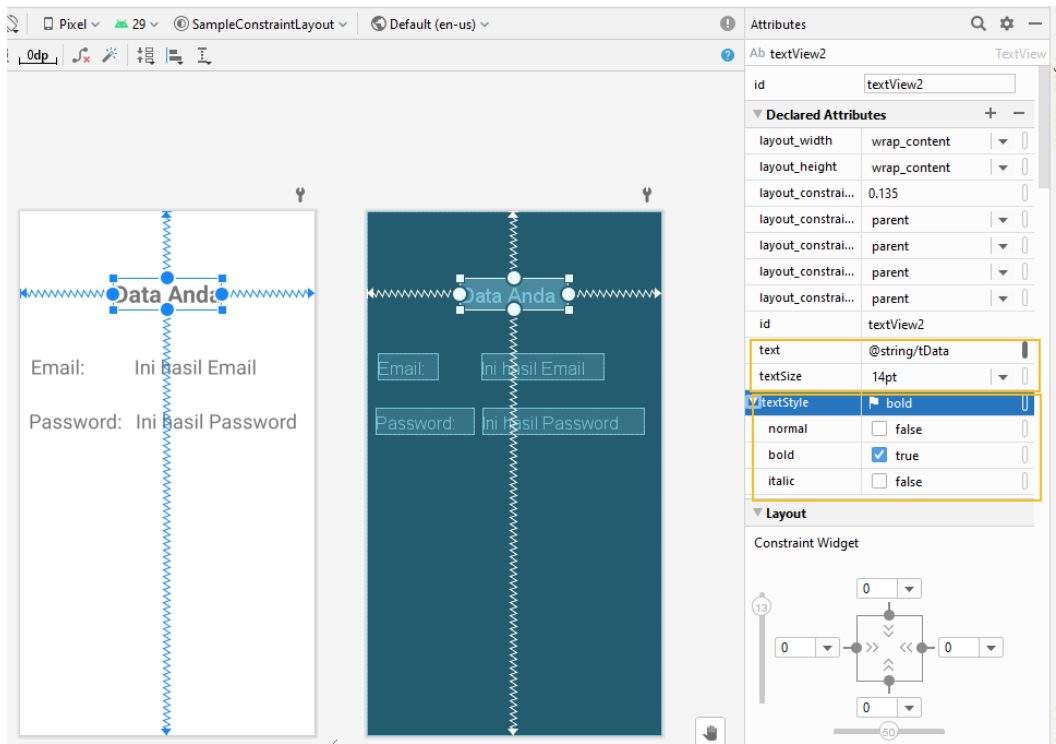 Pixel 29 SampleConstraintLayout Default (en-us)
0dp
Data Anda
Email: Ini hasil Email
Password: Ini hasil Password
Data Anda
Email: Ini hasil Email
Password: Ini hasil Password
Attributes
Ab textView2 TextView
id textView2
Declared Attributes
layout_width wrap_content
layout_height wrap_content
layout_constrai... 0.135
layout_constrai... parent
layout_constrai... parent
layout_constrai... parent
layout_constrai... parent
id textView2
text @string/tData
textSize 14pt
textStyle bold
normal false
bold true
italic false
Layout
Constraint Widget
0
13
0 0
0
50